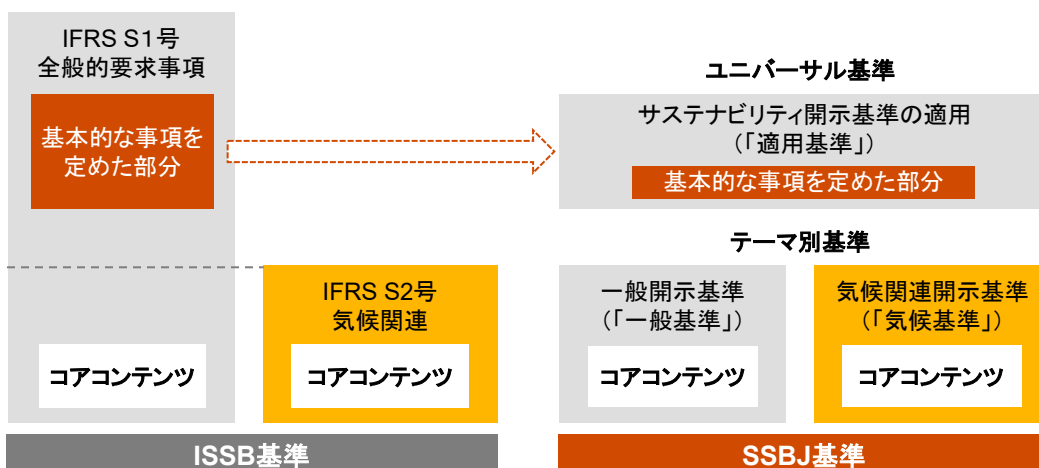 IFRS S1号
全般的要求事項
基本的な事項を
定めた部分
IFRS S2号
気候関連
コアコンテンツ
コアコンテンツ
ISSB基準
ユニバーサル基準
サステナビリティ開示基準の適用
（「適用基準」）
基本的な事項を定めた部分
テーマ別基準
一般開示基準
（「一般基準」）
コアコンテンツ
気候関連開示基準
（「気候基準」）
コアコンテンツ
SSBJ基準